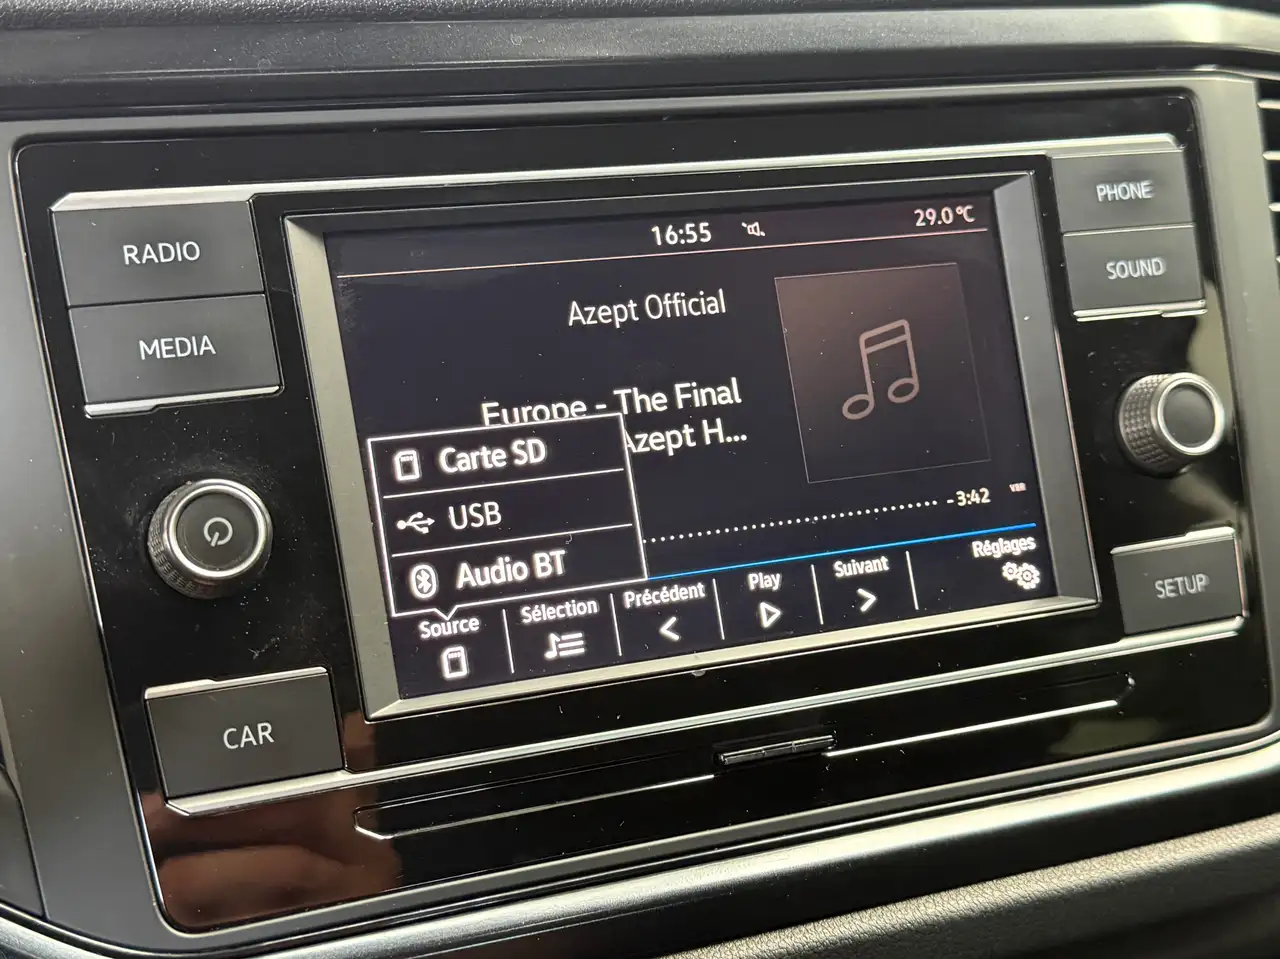 RADIO
MEDIA
CAR
PHONE
SOUND
SETUP
16:55
29.0°C
Azept Official
Europe - The Final
Azept H...
-3:42
VBR
Carte SD
USB
Audio BT
Source
Sélection
Précédent
Play
Suivant
Réglages